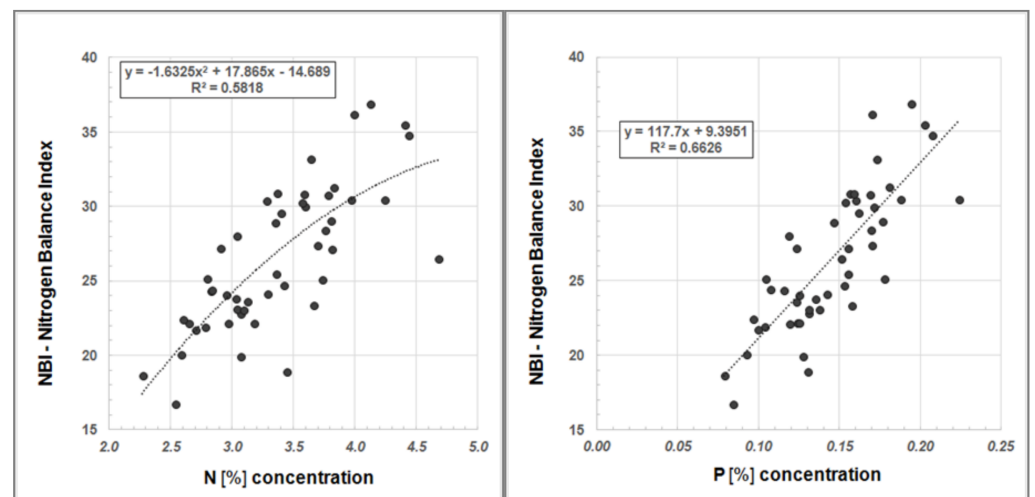 NBI - Nitrogen Balance Index
40
35
30
25
20
15
y = -1.6325x² + 17.865x - 14.689
R² = 0.5818
2.0 2.5 3.0 3.5 4.0 4.5 5.0
N [%] concentration
NBI - Nitrogen Balance Index
40
35
30
25
20
15
y = 117.7x + 9.3951
R² = 0.6626
0.00 0.05 0.10 0.15 0.20 0.25
P [%] concentration